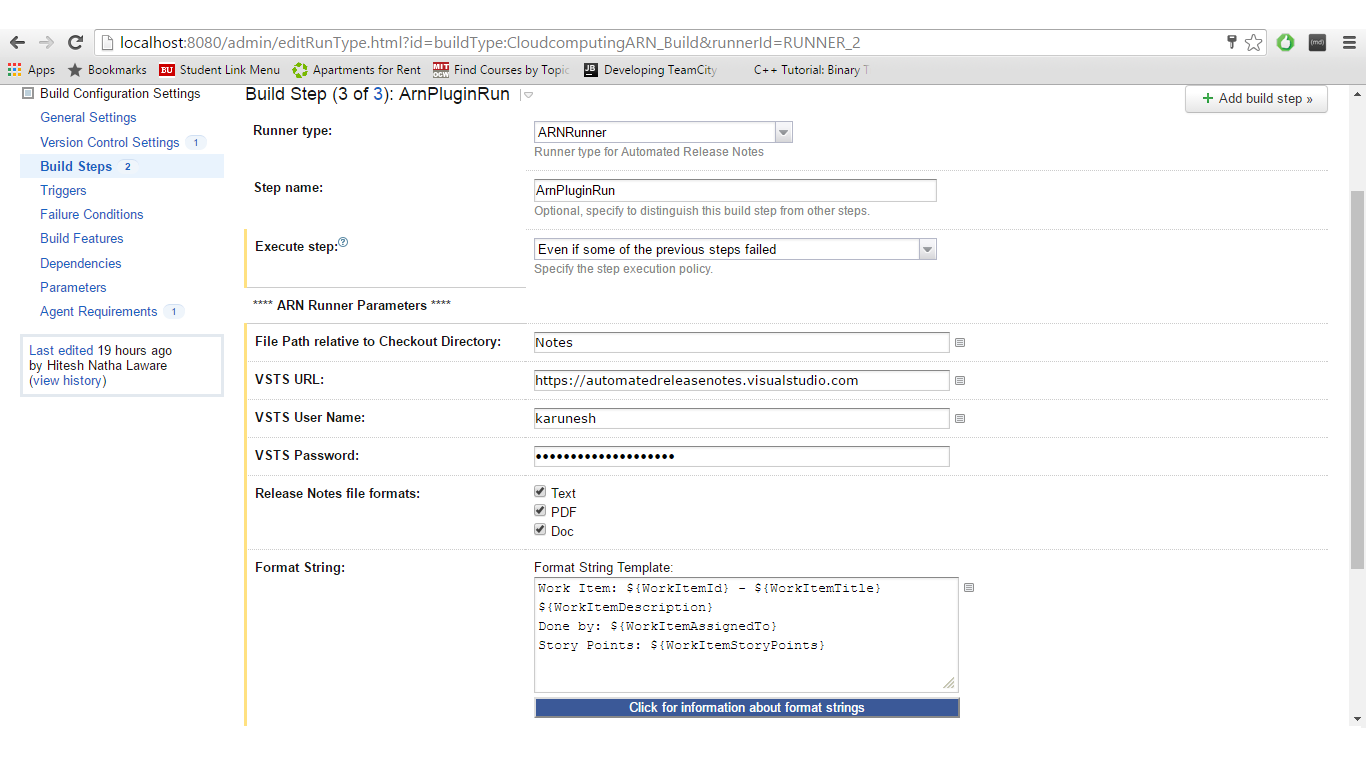 localhost:8080/admin/editRunType.html?id=buildType:CloudcomputingARN_Build&runnerId=RUNNER_2
Apps Bookmarks BU Student Link Menu Apartments for Rent MIT OCW Find Courses by Topic JB Developing TeamCity C++ Tutorial: Binary T
Build Configuration Settings
General Settings
Version Control Settings 1
Build Steps 2
Triggers
Failure Conditions
Build Features
Dependencies
Parameters
Agent Requirements 1
Last edited 19 hours ago
by Hitesh Natha Laware
(view history)
Build Step (3 of 3): ArnPluginRun
+ Add build step »
Runner type: ARNRunner
Runner type for Automated Release Notes
Step name: ArnPluginRun
Optional, specify to distinguish this build step from other steps.
Execute step:? Even if some of the previous steps failed
Specify the step execution policy.
**** ARN Runner Parameters ****
File Path relative to Checkout Directory: Notes
VSTS URL: https://automatedreleasenotes.visualstudio.com
VSTS User Name: karunesh
VSTS Password: ••••••••••••••••••••
Release Notes file formats: Text
PDF
Doc
Format String: Format String Template:
Work Item: ${WorkItemId} - ${WorkItemTitle}
${WorkItemDescription}
Done by: ${WorkItemAssignedTo}
Story Points: ${WorkItemStoryPoints}
Click for information about format strings